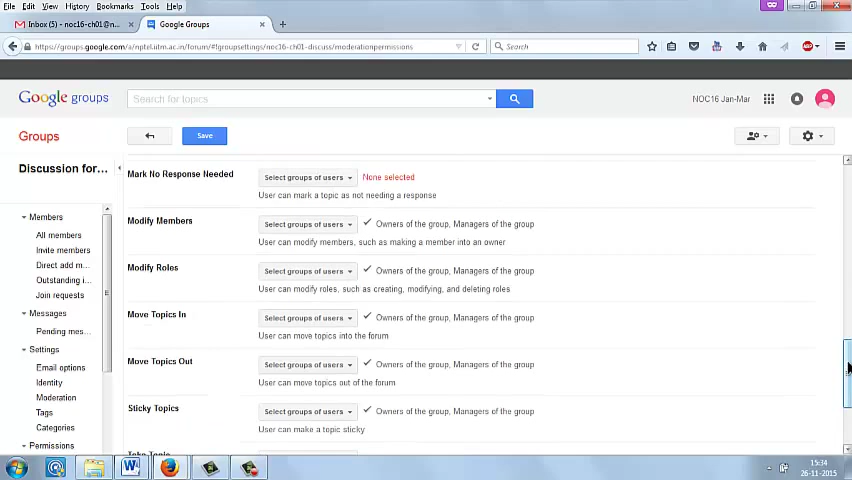 File Edit View History Bookmarks Tools Help
Inbox (5) - noc16-ch01@n... × Google Groups × +
https://groups.google.com/a/nptel.iitm.ac.in/forum/#!groupsettings/noc16-ch01-discuss/moderationpermissions Search
Google groups Search for topics NOC16 Jan-Mar
Groups Save
Discussion for...
Members
All members
Invite members
Direct add m...
Outstanding i...
Join requests
Messages
Pending mes...
Settings
Email options
Identity
Moderation
Tags
Categories
Permissions
Mark No Response Needed Select groups of users None selected
User can mark a topic as not needing a response
Modify Members Select groups of users ✓ Owners of the group, Managers of the group
User can modify members, such as making a member into an owner
Modify Roles Select groups of users ✓ Owners of the group, Managers of the group
User can modify roles, such as creating, modifying, and deleting roles
Move Topics In Select groups of users ✓ Owners of the group, Managers of the group
User can move topics into the forum
Move Topics Out Select groups of users ✓ Owners of the group, Managers of the group
User can move topics out of the forum
Sticky Topics Select groups of users ✓ Owners of the group, Managers of the group
User can make a topic sticky
15:34
26-11-2015